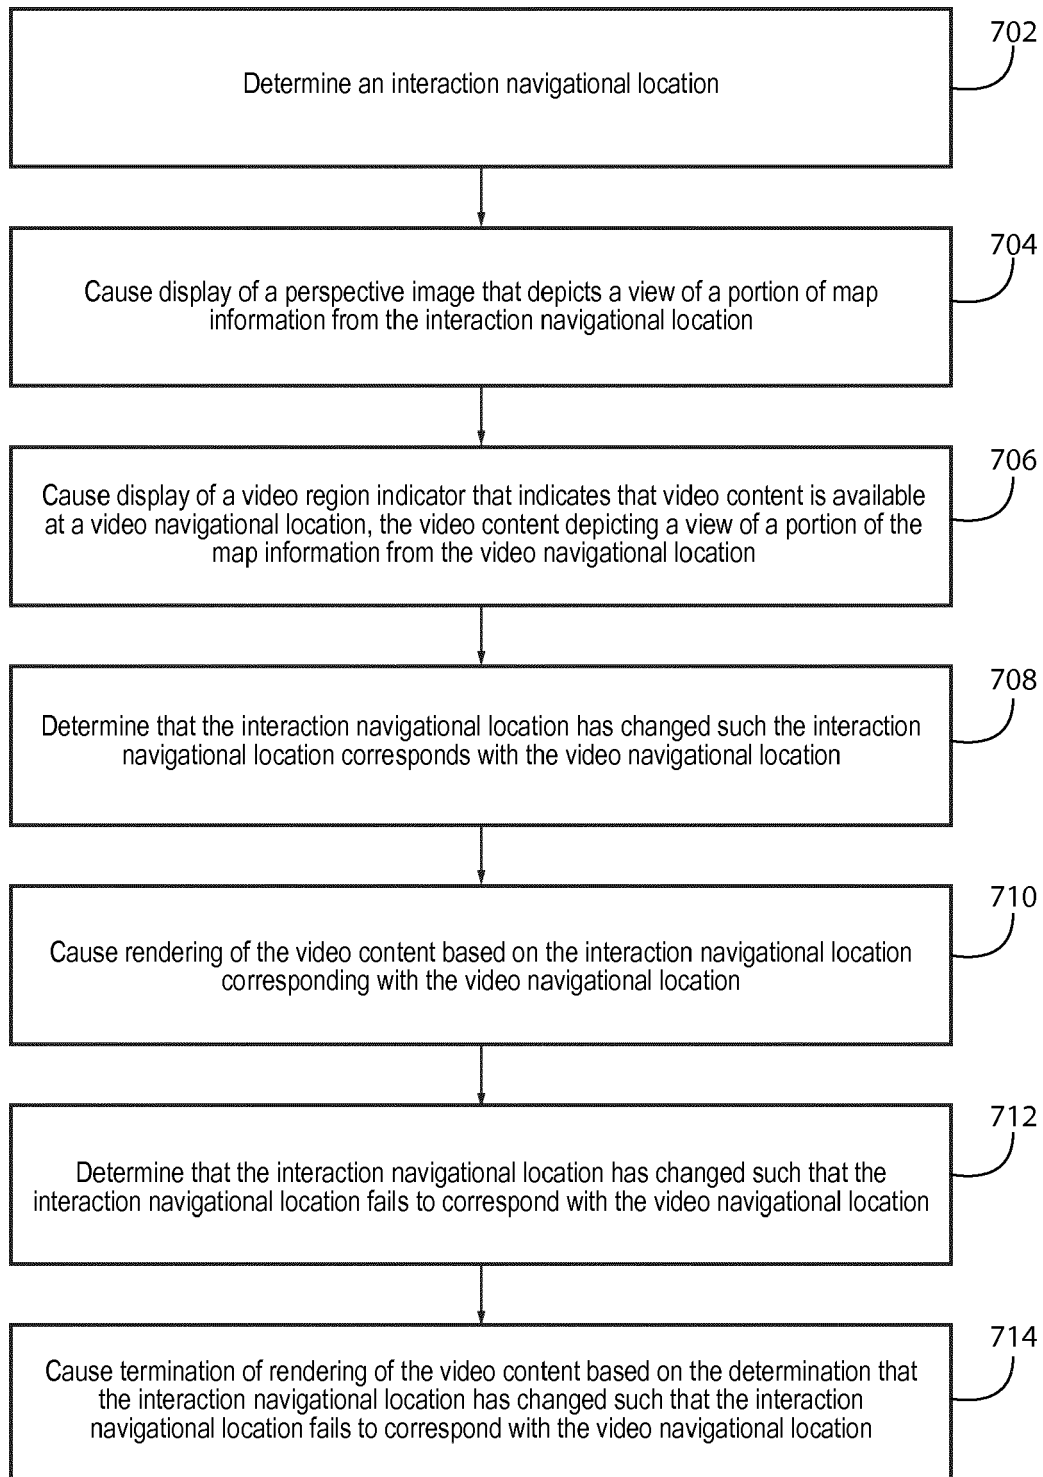 702
Determine an interaction navigational location
704
Cause display of a perspective image that depicts a view of a portion of map
information from the interaction navigational location
706
Cause display of a video region indicator that indicates that video content is available
at a video navigational location, the video content depicting a view of a portion of the
map information from the video navigational location
708
Determine that the interaction navigational location has changed such the interaction
navigational location corresponds with the video navigational location
710
Cause rendering of the video content based on the interaction navigational location
corresponding with the video navigational location
712
Determine that the interaction navigational location has changed such that the
interaction navigational location fails to correspond with the video navigational location
714
Cause termination of rendering of the video content based on the determination that
the interaction navigational location has changed such that the interaction
navigational location fails to correspond with the video navigational location